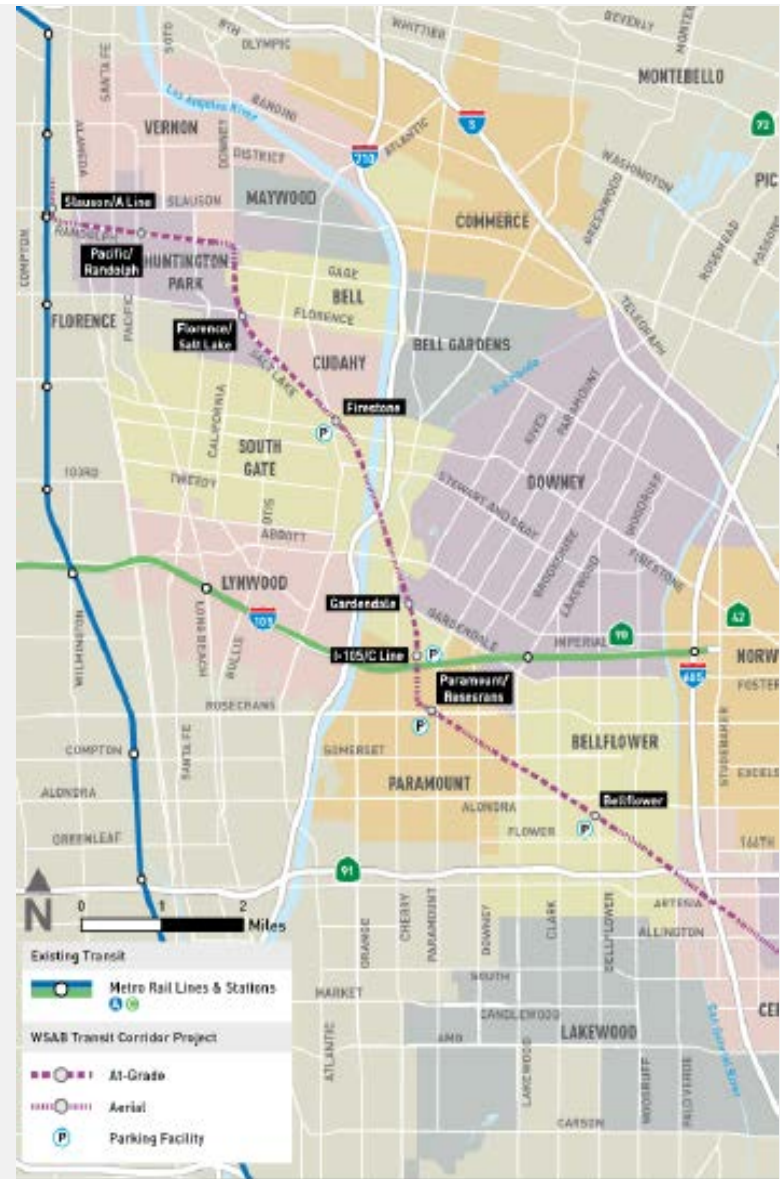 WHITTIER
BEVERLY
8TH
OLYMPIC
SOTO
SANTA FE
MONTEBELLO
Los Angeles River
BANDINI
5
72
ALAMEDA
VERNON
DOWNEY
DISTRICT
710
ATLANTIC
WASHINGTON
PIC
Slauson/A Line
SLAUSON
MAYWOOD
COMMERCE
GREENWOOD
ROSEMEAD
PASSONS
RANDOLPH
COMPTON
Pacific/
Randolph
HUNTINGTON
PARK
GAGE
BELL
FLORENCE
FLORENCE
PACIFIC
Florence/
Salt Lake
SALT LAKE
CUDAHY
BELL GARDENS
TELEGRAPH
Rio Hondo
Firestone
P
CALIFORNIA
SOUTH
GATE
RIVES
PARAMOUNT
DOWNEY
103RD
TWEEDY
OTIS
ABBOTT
STEWART AND GRAY
WOODRUFF
BROOKSHIRE
LAKEWOOD
FIRESTONE
LYNWOOD
Gardendale
GARDENDALE
105
42
WILMINGTON
LONG BEACH
BULLIS
I-105/C Line
P
IMPERIAL
90
NORW
605
FOSTER
Paramount/
Rosecrans
P
ROSECRANS
COMPTON
SANTA FE
SOMERSET
BELLFLOWER
STUDEBAKER
EXCELS
PARAMOUNT
ALONDRA
ALONDRA
Bellflower
FLOWER
P
GREENLEAF
166TH
91
N
0 1 2
Miles
ORANGE
CHERRY
PARAMOUNT
DOWNEY
CLARK
BELLFLOWER
ARTESIA
ALLINGTON
Existing Transit
Metro Rail Lines & Stations
A C
MARKET
SOUTH
CANDLEWOOD
CER
WSAB Transit Corridor Project
ATLANTIC
LAKEWOOD
LAKEWOOD
San Gabriel River
At-Grade
WOODRUFF
PALO VERDE
Aerial
P Parking Facility
CARSON